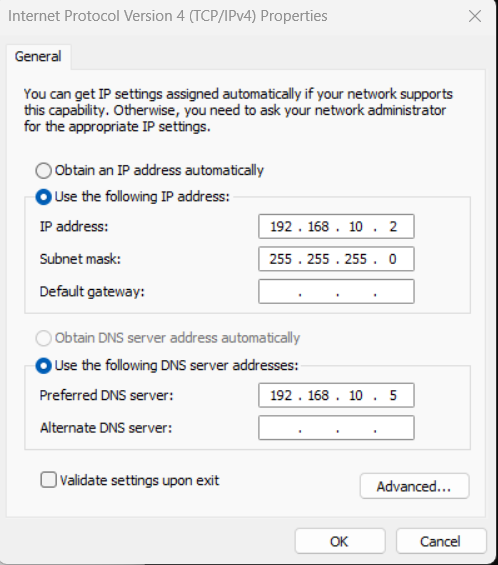 Internet Protocol Version 4 (TCP/IPv4) Properties
General
You can get IP settings assigned automatically if your network supports
this capability. Otherwise, you need to ask your network administrator
for the appropriate IP settings.
Obtain an IP address automatically
Use the following IP address:
IP address: 192 . 168 . 10 . 2
Subnet mask: 255 . 255 . 255 . 0
Default gateway: . . .
Obtain DNS server address automatically
Use the following DNS server addresses:
Preferred DNS server: 192 . 168 . 10 . 5
Alternate DNS server: . . .
Validate settings upon exit
Advanced...
OK Cancel